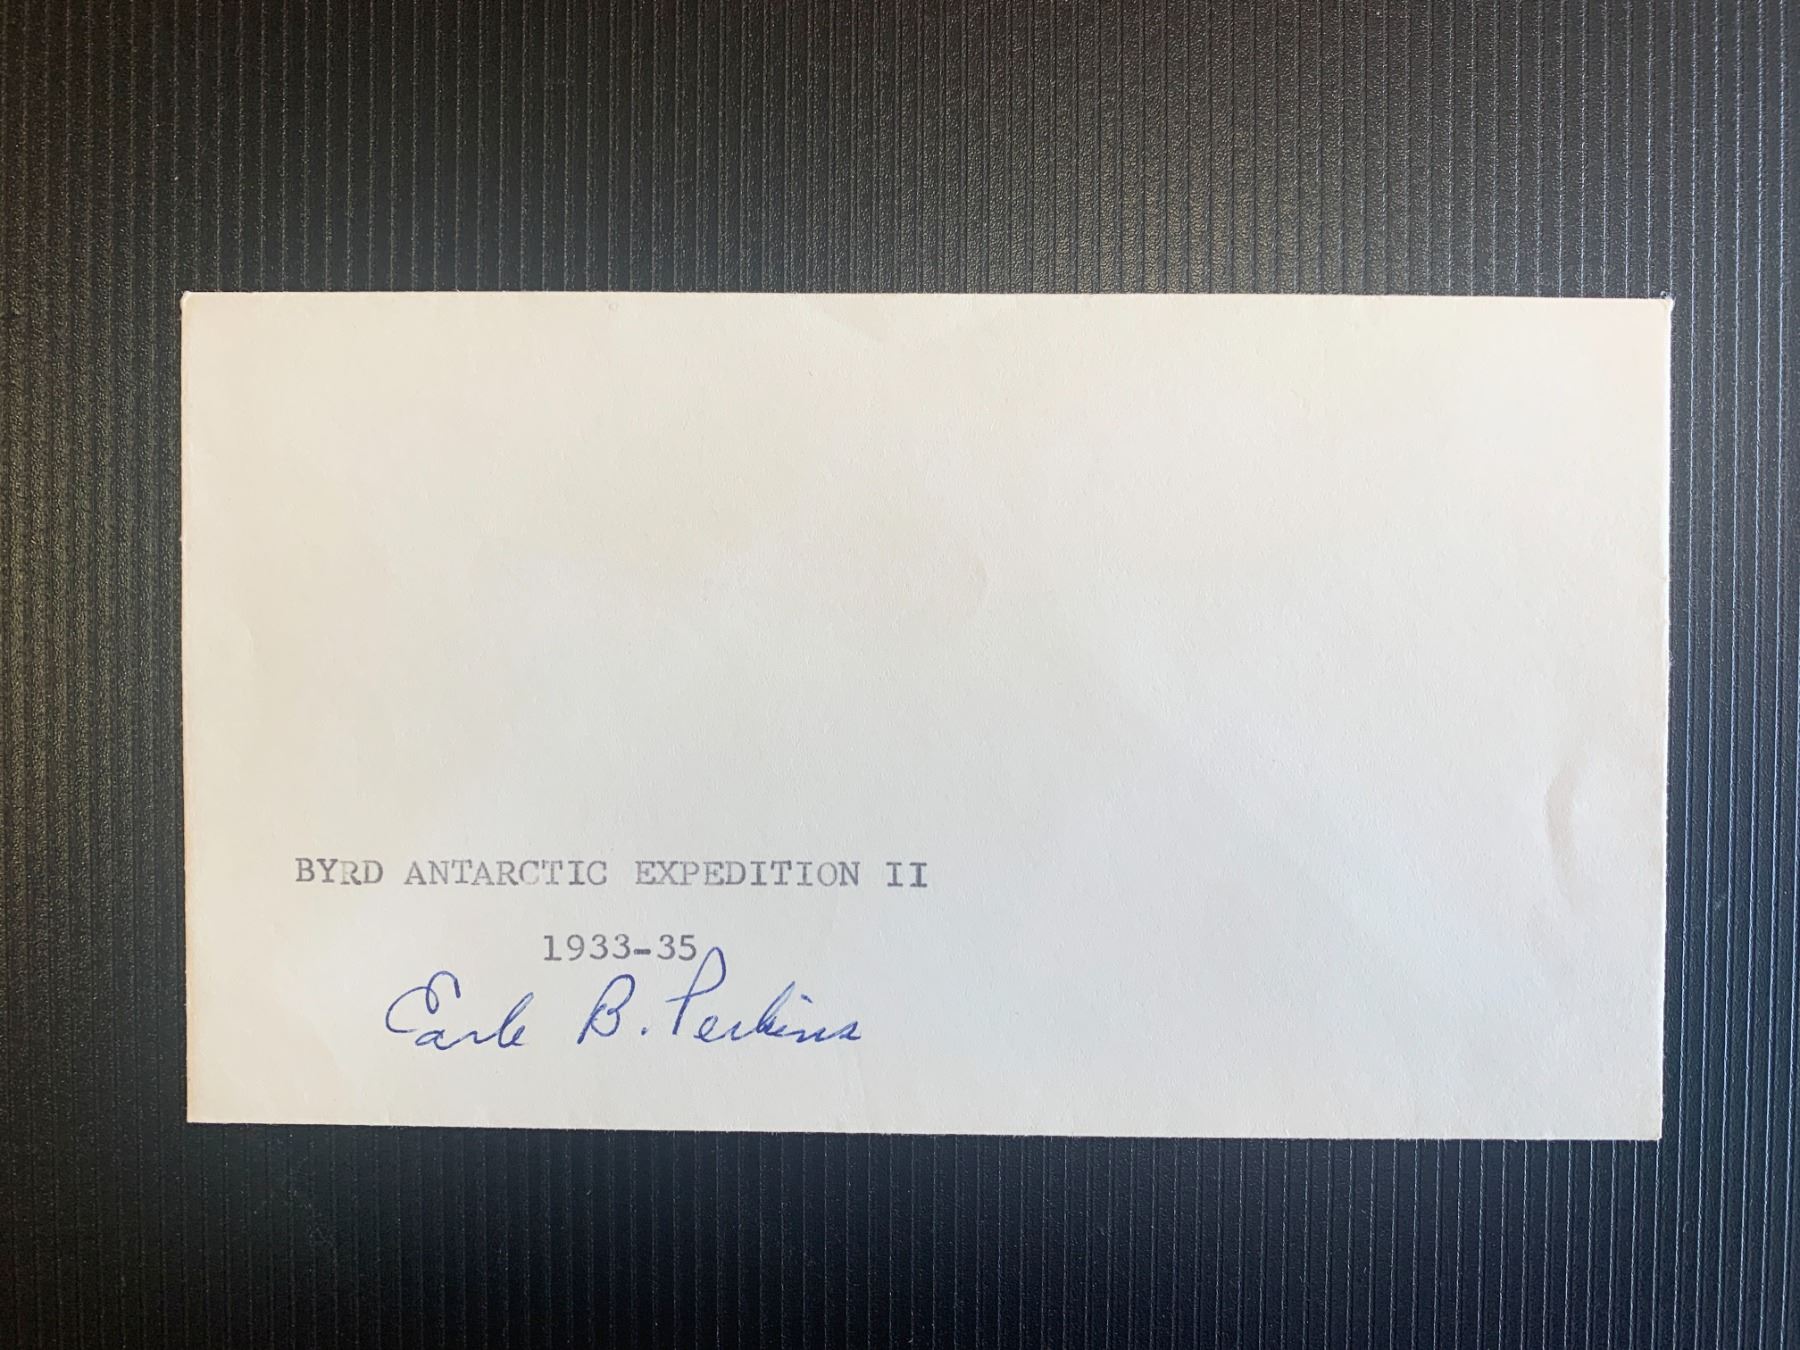 BYRD ANTARCTIC EXPEDITION II
1933-35
Earle B. Perkins